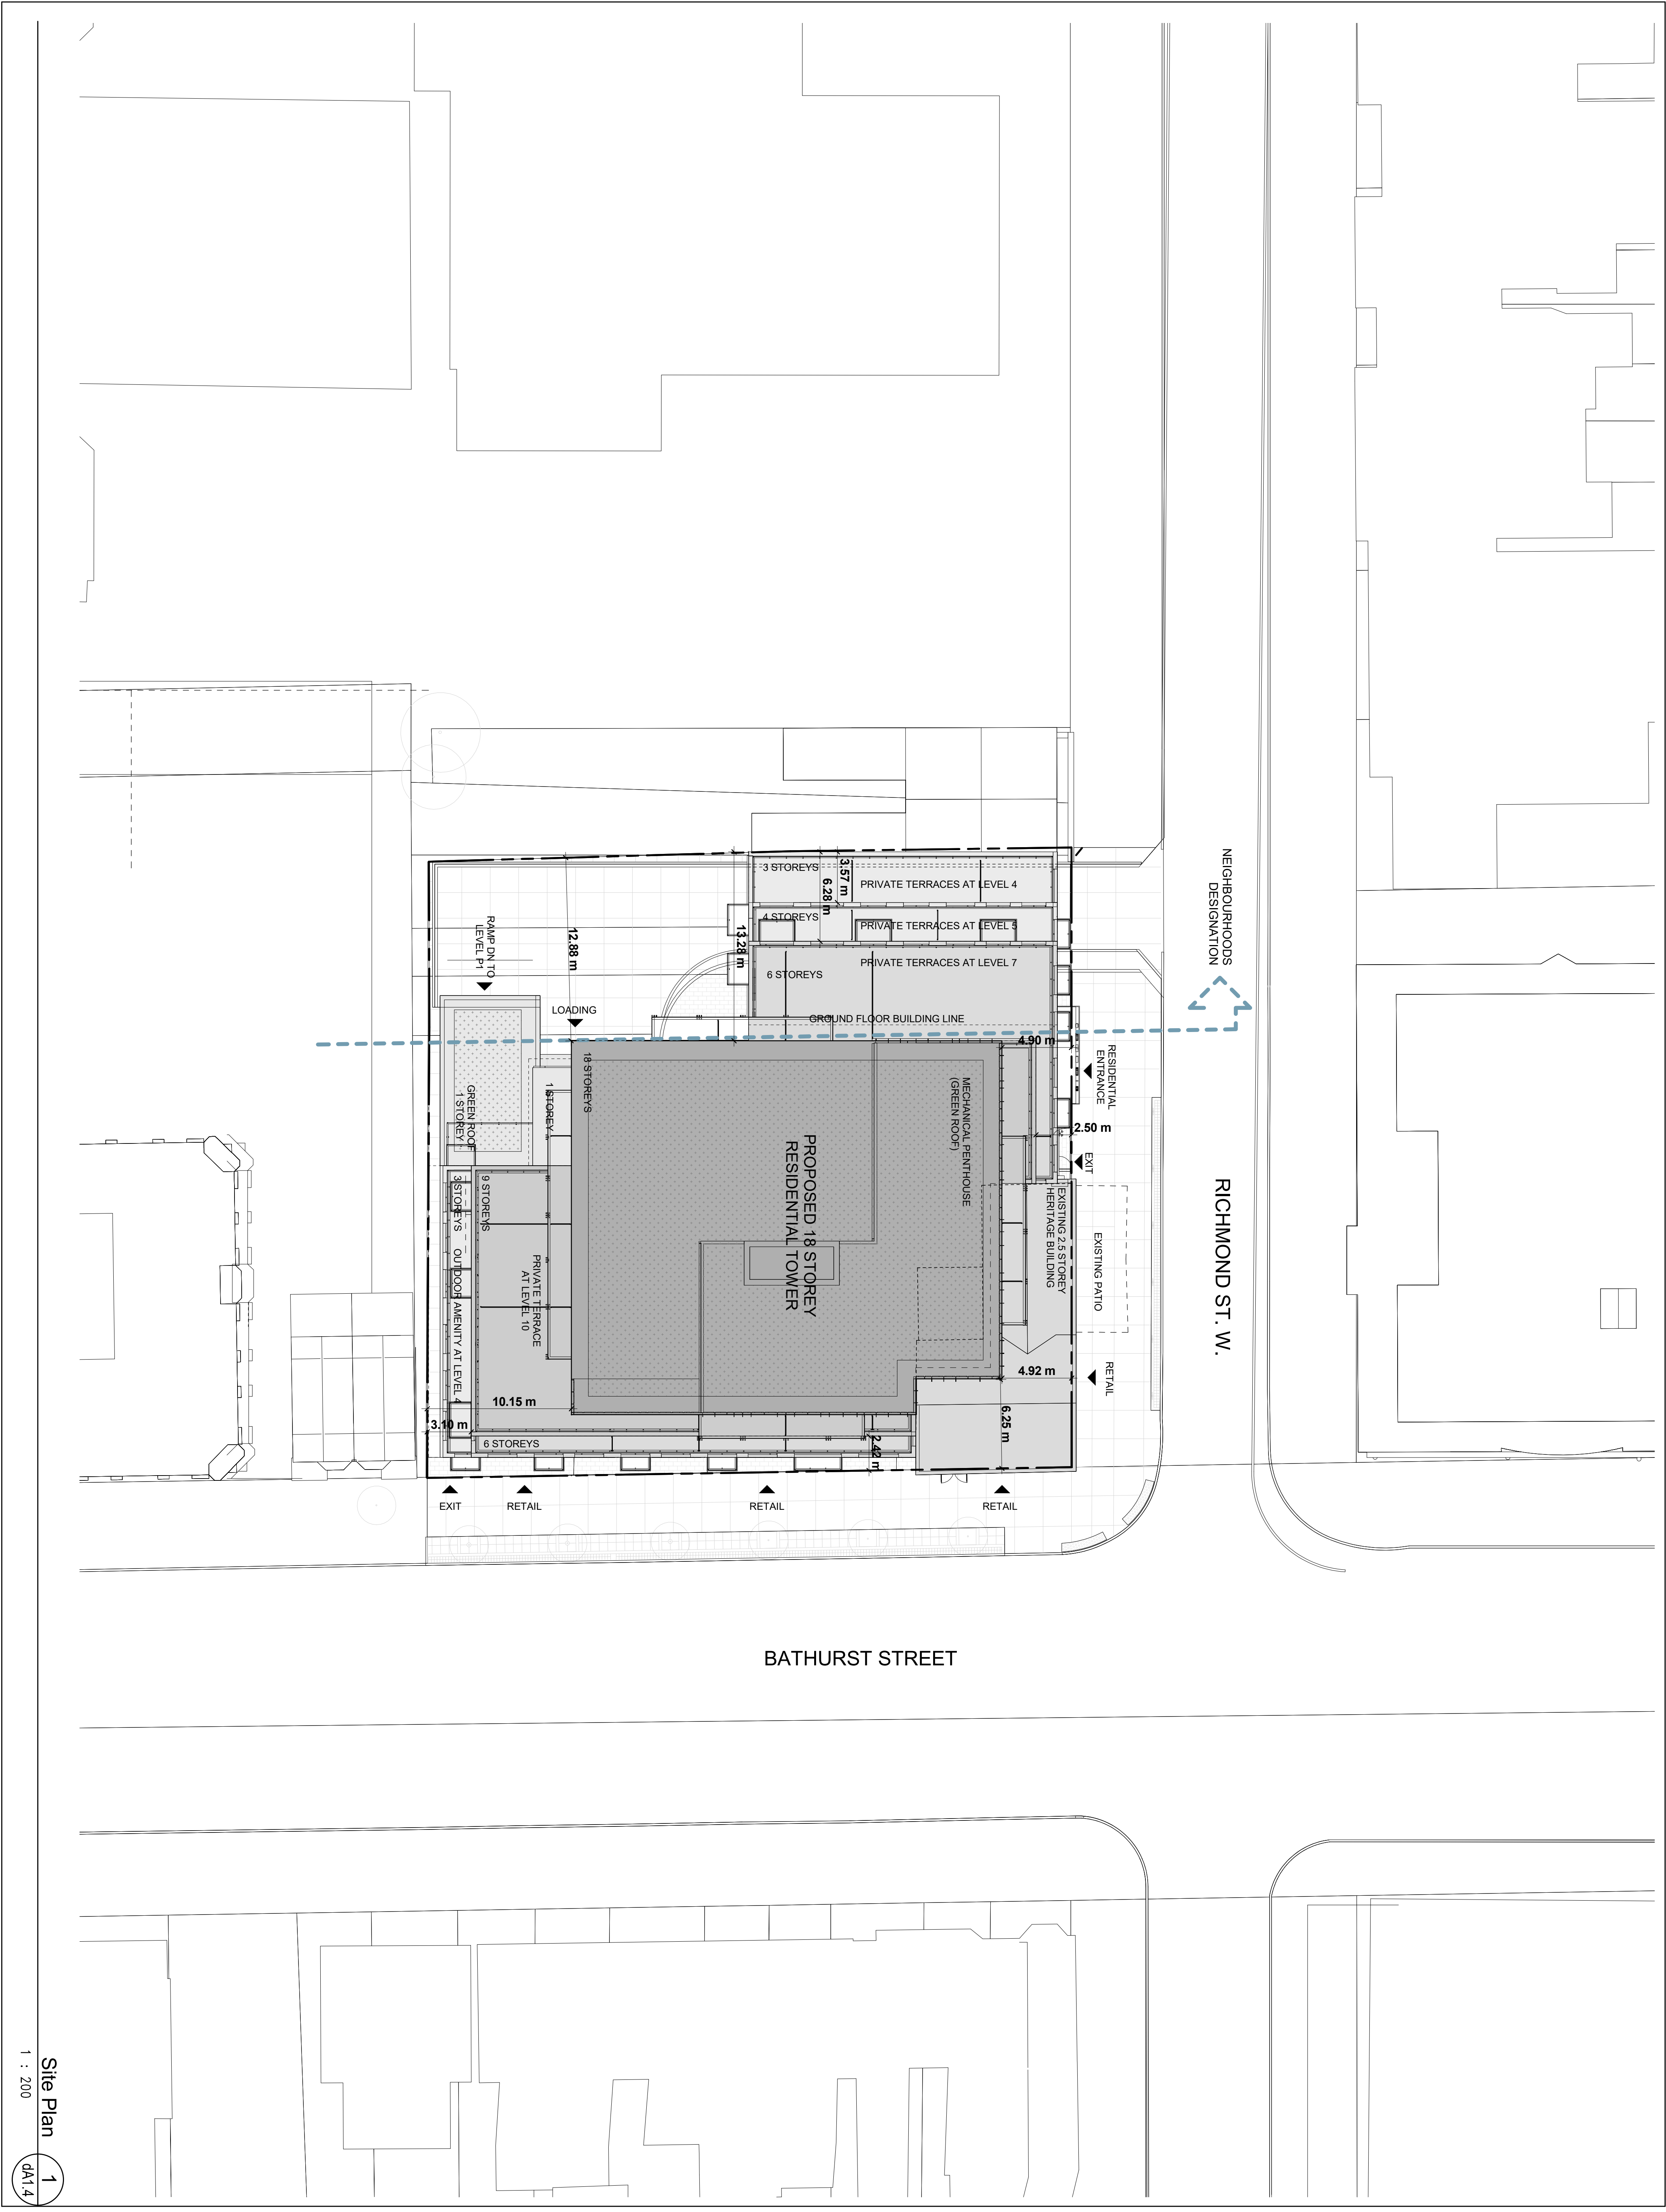 NEIGHBOURHOODS
DESIGNATION
RICHMOND ST. W.
BATHURST STREET
3 STOREYS
3.57 m
PRIVATE TERRACES AT LEVEL 4
6.28 m
4 STOREYS
PRIVATE TERRACES AT LEVEL 5
13.28 m
PRIVATE TERRACES AT LEVEL 7
6 STOREYS
12.88 m
RAMP DN TO
LEVEL P1
LOADING
GROUND FLOOR BUILDING LINE
4.90 m
RESIDENTIAL
ENTRANCE
2.50 m
EXIT
18 STOREYS
MECHANICAL PENTHOUSE
(GREEN ROOF)
PROPOSED 18 STOREY
RESIDENTIAL TOWER
1 STOREY
GREEN ROOF
1 STOREY
EXISTING 2.5 STOREY
HERITAGE BUILDING
EXISTING PATIO
9 STOREYS
3 STOREYS
OUTDOOR AMENITY AT LEVEL 4
PRIVATE TERRACE
AT LEVEL 10
4.92 m
RETAIL
10.15 m
3.10 m
6.25 m
6 STOREYS
2.42 m
EXIT
RETAIL
RETAIL
RETAIL
Site Plan
1 : 200
1
dA1.4